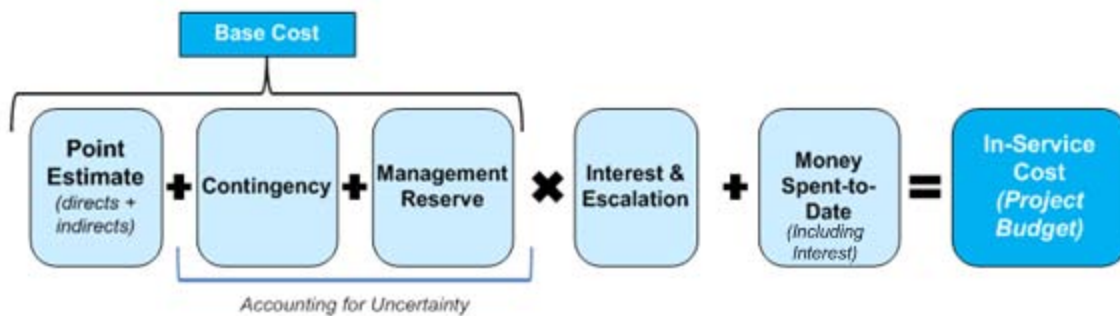 Base Cost
Point
Estimate
(directs +
indirects)
+
Contingency
+
Management
Reserve
×
Interest &
Escalation
+
Money
Spent-to-
Date
(Including
Interest)
=
In-Service
Cost
(Project
Budget)
Accounting for Uncertainty